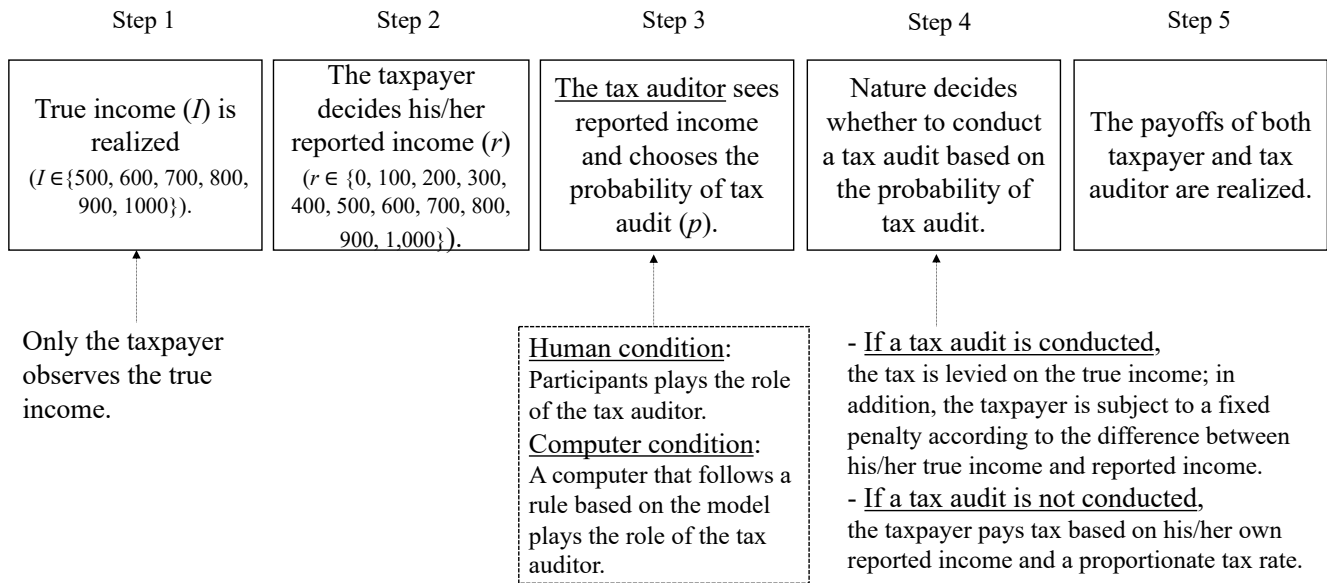 Step 1
Step 2
Step 3
Step 4
Step 5
True income (I) is
realized
(I ∈{500, 600, 700, 800,
900, 1000}).
The taxpayer
decides his/her
reported income (r)
(r ∈ {0, 100, 200, 300,
400, 500, 600, 700, 800,
900, 1,000}).
The tax auditor sees
reported income
and chooses the
probability of tax
audit (p).
Nature decides
whether to conduct
a tax audit based on
the probability of
tax audit.
The payoffs of both
taxpayer and tax
auditor are realized.
Only the taxpayer
observes the true
income.
Human condition:
Participants plays the role
of the tax auditor.
Computer condition:
A computer that follows a
rule based on the model
plays the role of the tax
auditor.
- If a tax audit is conducted,
the tax is levied on the true income; in
addition, the taxpayer is subject to a fixed
penalty according to the difference between
his/her true income and reported income.
- If a tax audit is not conducted,
the taxpayer pays tax based on his/her own
reported income and a proportionate tax rate.